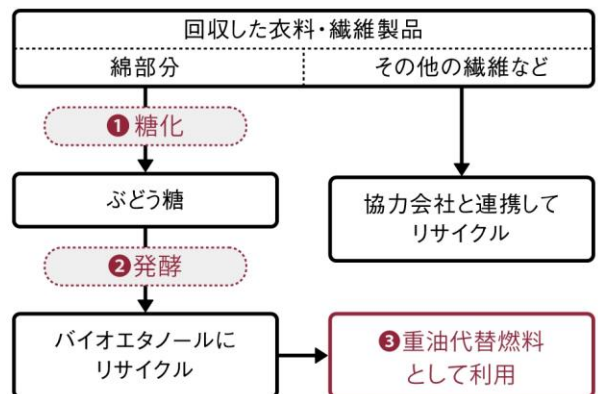 回収した衣料・繊維製品
綿部分
その他の繊維など
❶糖化
ぶどう糖
協力会社と連携して
リサイクル
❷発酵
バイオエタノールに
リサイクル
❸重油代替燃料
として利用